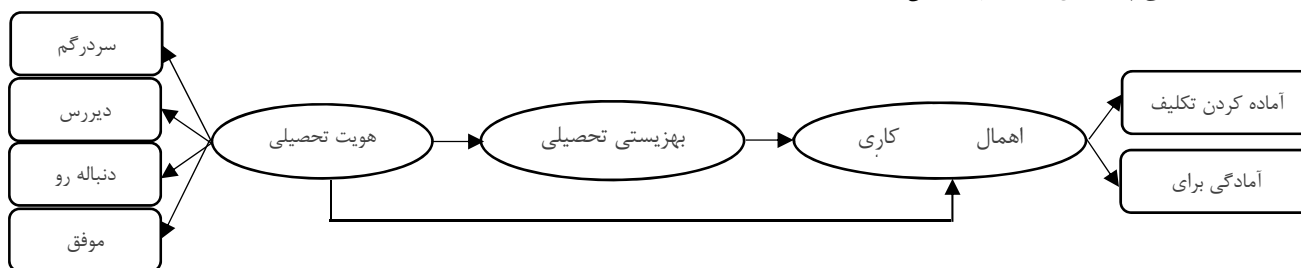 سردرگم
دیررس
دنباله رو
موفق
هویت تحصیلی
بهزیستی تحصیلی
اهمال کاری
آماده کردن تکلیف
آمادگی برای